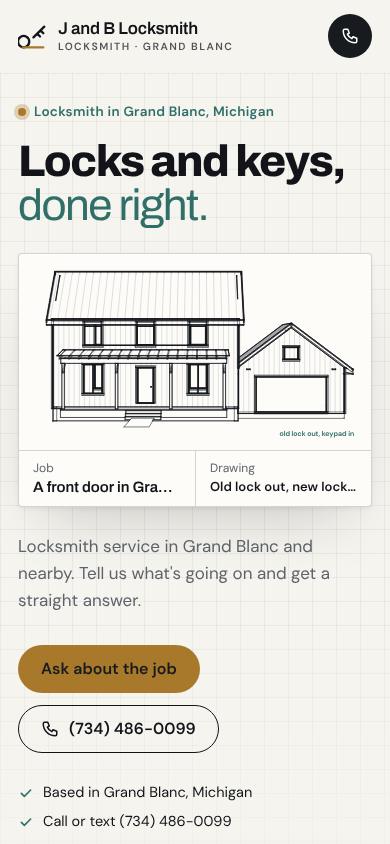 J and B Locksmith
LOCKSMITH · GRAND BLANC
Locksmith in Grand Blanc, Michigan
Locks and keys,
done right.
old lock out, keypad in
Job
A front door in Gra...
Drawing
Old lock out, new lock...
Locksmith service in Grand Blanc and
nearby. Tell us what's going on and get a
straight answer.
Ask about the job
(734) 486-0099
Based in Grand Blanc, Michigan
Call or text (734) 486-0099